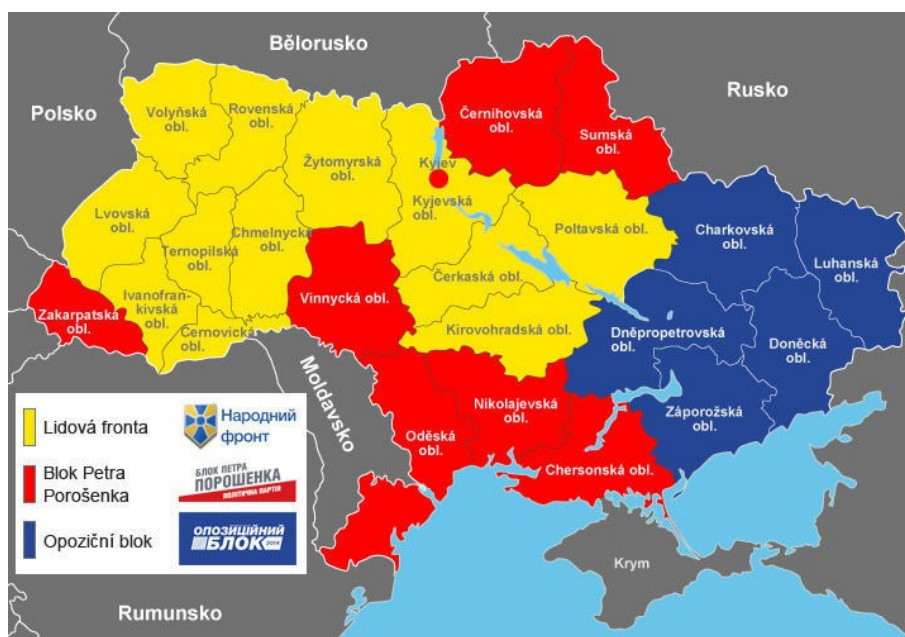 Bělorusko
Polsko
Rusko
Volyňská
obl.
Rovenská
obl.
Žytomyrská
obl.
Kyjev
Kyjevská
obl.
Černihovská
obl.
Sumská
obl.
Lvovská
obl.
Ternopilská
obl.
Chmelnycká
obl.
Poltavská obl.
Charkovská
obl.
Luhanská
obl.
Čerkaská obl.
Zakarpatská
obl.
Ivanofran-
kivská
obl.
Černovická
obl.
Vinnycká obl.
Kirovohradská obl.
Dněpropetrovská
obl.
Doněcká
obl.
Moldavsko
Nikolajevská
obl.
Záporožská
obl.
Oděská
obl.
Chersonská obl.
Krym
Rumunsko
Lidová fronta
Народний
фронт
Blok Petra
Porošenka
БЛОК ПЕТРА
ПОРОШЕНКА
ПОЛІТИЧНА ПАРТІЯ
Opoziční blok
ОПОЗИЦІЙНИЙ
БЛОК